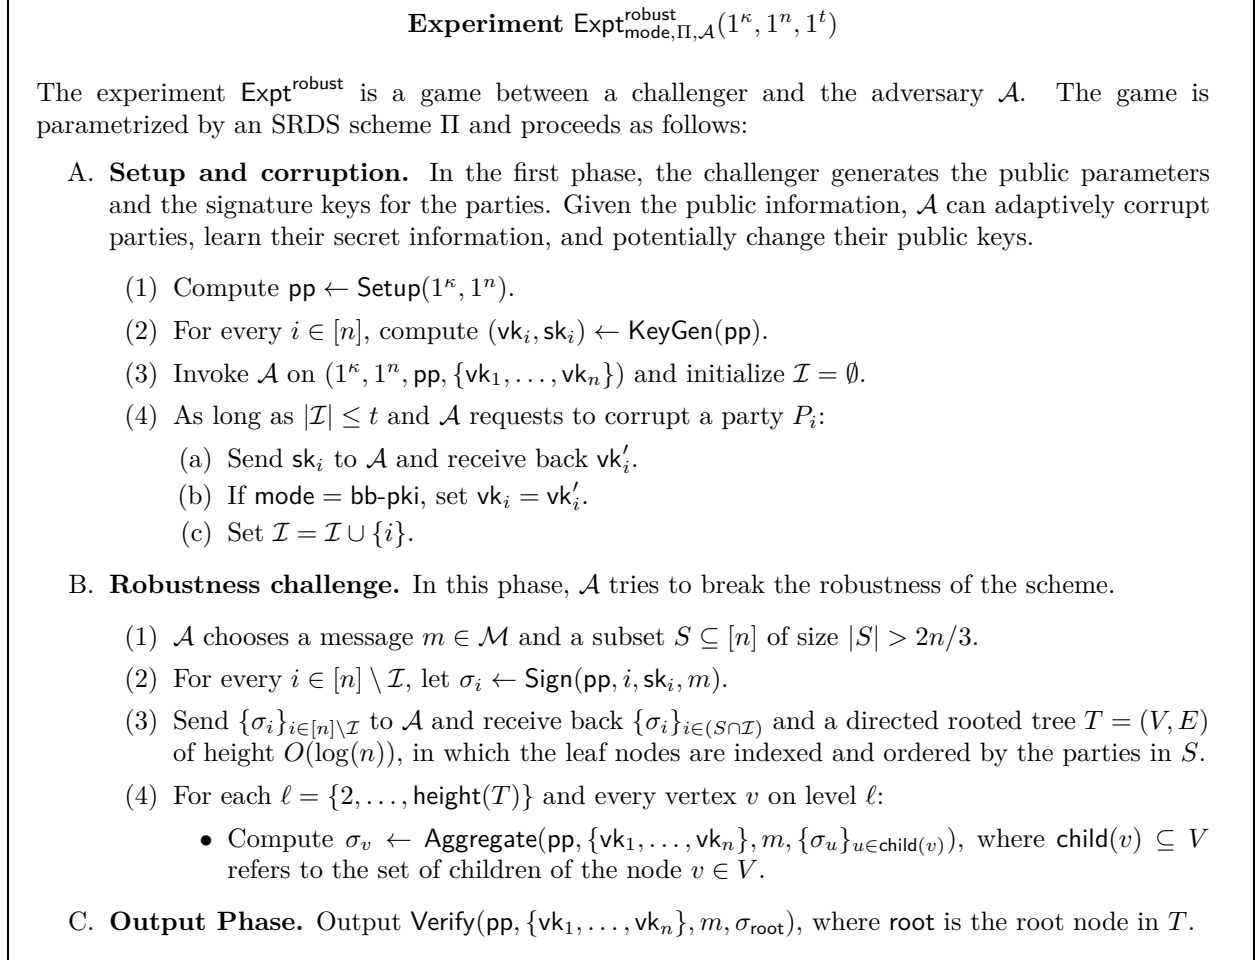 Experiment Expt^{robust}_{mode,Π,𝒜}(1^κ, 1^n, 1^t)
The experiment Expt^{robust} is a game between a challenger and the adversary 𝒜. The game is
parametrized by an SRDS scheme Π and proceeds as follows:
A. Setup and corruption. In the first phase, the challenger generates the public parameters
and the signature keys for the parties. Given the public information, 𝒜 can adaptively corrupt
parties, learn their secret information, and potentially change their public keys.
(1) Compute pp ← Setup(1^κ, 1^n).
(2) For every i ∈ [n], compute (vk_i, sk_i) ← KeyGen(pp).
(3) Invoke 𝒜 on (1^κ, 1^n, pp, {vk_1, . . . , vk_n}) and initialize ℐ = ∅.
(4) As long as |ℐ| ≤ t and 𝒜 requests to corrupt a party P_i:
(a) Send sk_i to 𝒜 and receive back vk′_i.
(b) If mode = bb-pki, set vk_i = vk′_i.
(c) Set ℐ = ℐ ∪ {i}.
B. Robustness challenge. In this phase, 𝒜 tries to break the robustness of the scheme.
(1) 𝒜 chooses a message m ∈ ℳ and a subset S ⊆ [n] of size |S| > 2n/3.
(2) For every i ∈ [n] \ ℐ, let σ_i ← Sign(pp, i, sk_i, m).
(3) Send {σ_i}_{i∈[n]\ℐ} to 𝒜 and receive back {σ_i}_{i∈(S∩ℐ)} and a directed rooted tree T = (V, E)
of height O(log(n)), in which the leaf nodes are indexed and ordered by the parties in S.
(4) For each ℓ = {2, . . . , height(T)} and every vertex v on level ℓ:
• Compute σ_v ← Aggregate(pp, {vk_1, . . . , vk_n}, m, {σ_u}_{u∈child(v)}), where child(v) ⊆ V
refers to the set of children of the node v ∈ V.
C. Output Phase. Output Verify(pp, {vk_1, . . . , vk_n}, m, σ_{root}), where root is the root node in T.